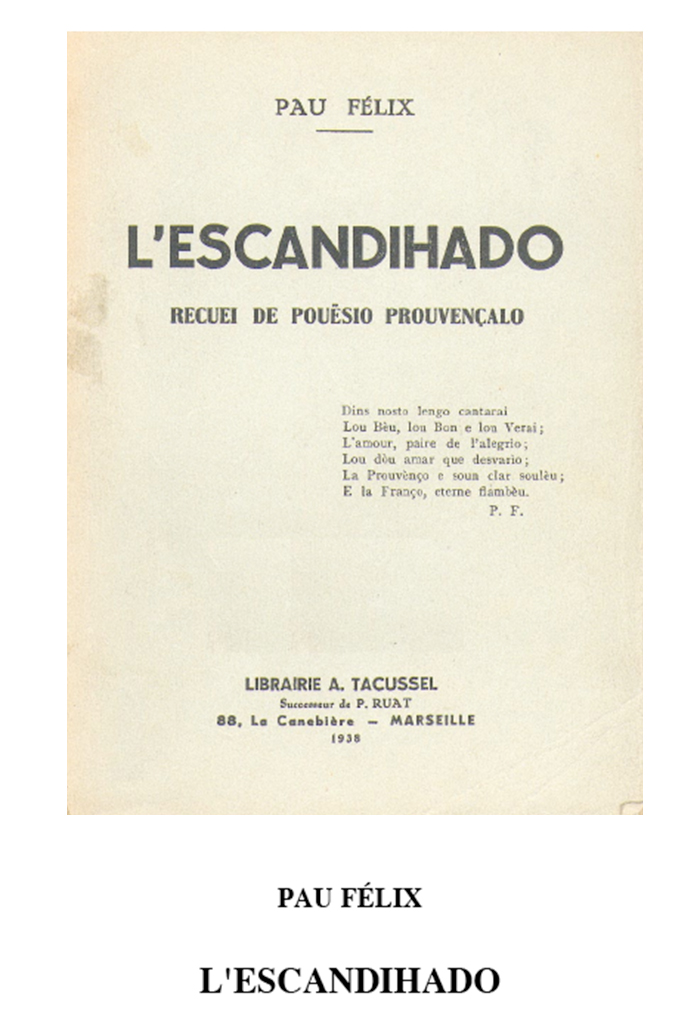 PAU FÉLIX
L'ESCANDIHADO
RECUEI DE POUÊSIO PROUVENÇALO
Dins nosto lengo cantarai
Lou Bèu, lou Bon e lou Verai ;
L'amour, paire de l'alegrio ;
Lou dòu amar que desvario ;
La Prouvènço e soun clar soulèu ;
E la Franço, eterne flambèu.
P. F.
LIBRAIRIE A. TACUSSEL
Successeur de P. RUAT
88, La Canebière — MARSEILLE
1938
PAU FÉLIX
L'ESCANDIHADO